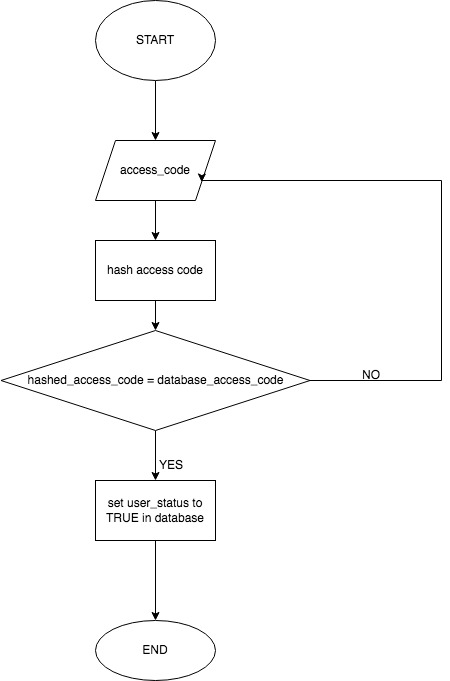 START
access_code
hash access code
hashed_access_code = database_access_code
NO
YES
set user_status to
TRUE in database
END